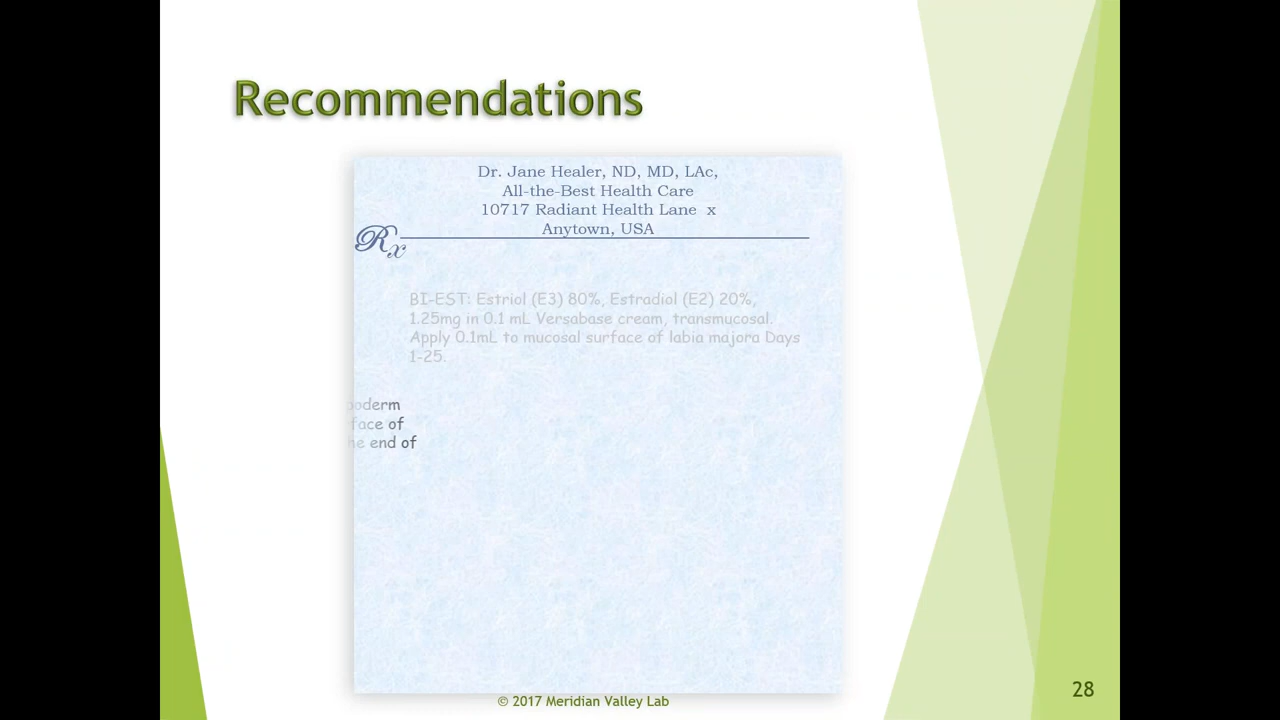 Recommendations
Dr. Jane Healer, ND, MD, LAc,
All-the-Best Health Care
10717 Radiant Health Lane x
Anytown, USA
Rx
BI-EST: Estriol (E3) 80%, Estradiol (E2) 20%,
1.25mg in 0.1 mL Versabase cream, transmucosal.
Apply 0.1mL to mucosal surface of labia majora Days
1-25.
of
end of
© 2017 Meridian Valley Lab
28